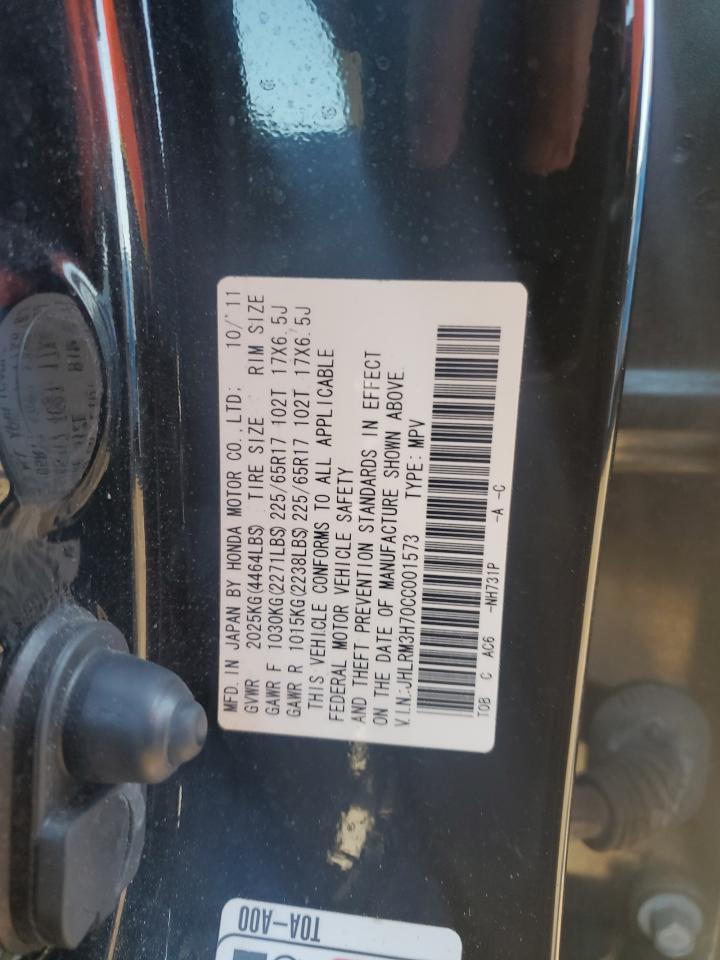 MFD. IN JAPAN BY HONDA MOTOR CO., LTD; 10/'11
GVWR 2025KG(4464LBS) TIRE SIZE RIM SIZE
GAWR F 1030KG(2271LBS) 225/65R17 102T 17X6.5J
GAWR R 1015KG(2238LBS) 225/65R17 102T 17X6.5J
THIS VEHICLE CONFORMS TO ALL APPLICABLE
FEDERAL MOTOR VEHICLE SAFETY
AND THEFT PREVENTION STANDARDS IN EFFECT
ON THE DATE OF MANUFACTURE SHOWN ABOVE.
V.I.N.:JHLRM3H70CC001573 TYPE: MPV
T0B C AC6 -NH731P -A -C
T0A-A00